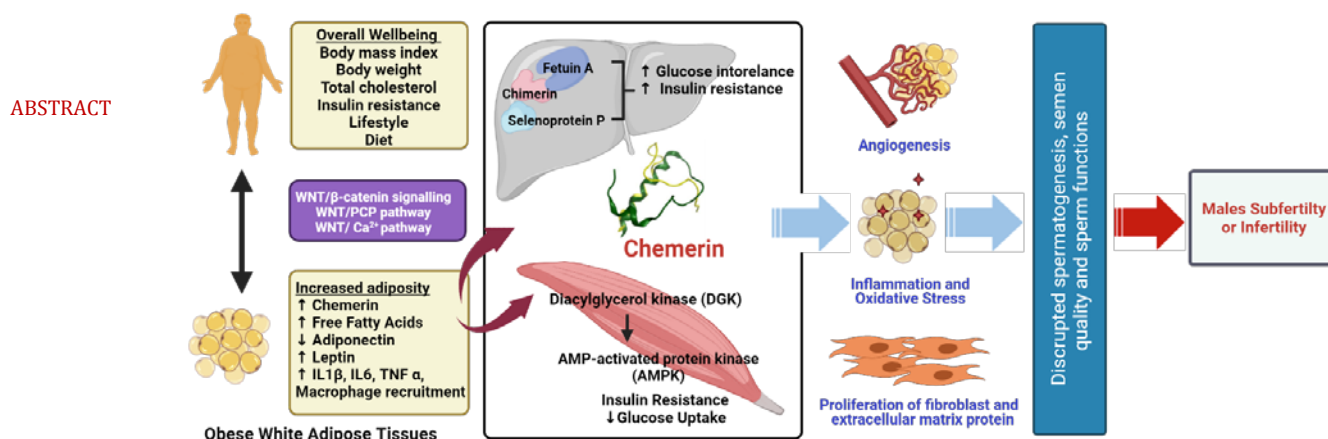 ABSTRACT
Overall Wellbeing
Body mass index
Body weight
Total cholesterol
Insulin resistance
Lifestyle
Diet
WNT/β-catenin signalling
WNT/PCP pathway
WNT/ Ca²⁺ pathway
Increased adiposity
↑ Chemerin
↑ Free Fatty Acids
↓ Adiponectin
↑ Leptin
↑ IL1β, IL6, TNF α,
Macrophage recruitment
Obese White Adipose Tissues
Fetuin A
Chimerin
Selenoprotein P
↑ Glucose intorelance
↑ Insulin resistance
Chemerin
Diacylglycerol kinase (DGK)
AMP-activated protein kinase
(AMPK)
Insulin Resistance
↓Glucose Uptake
Angiogenesis
Inflammation and
Oxidative Stress
Proliferation of fibroblast and
extracellular matrix protein
Discrupted spermatogenesis, semen
quality and sperm functions
Males Subfertilty
or Infertility